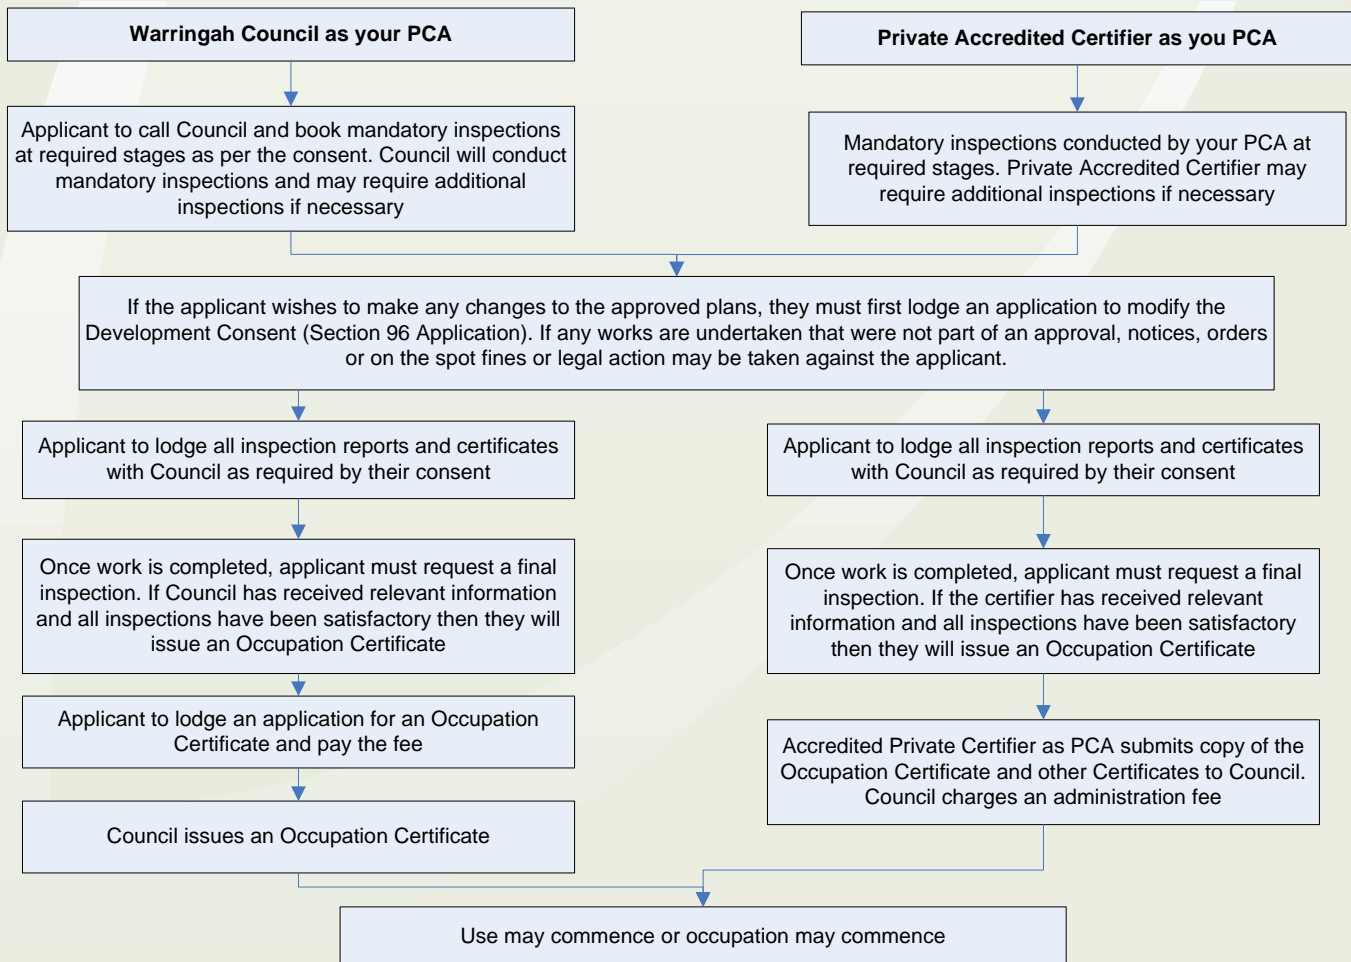 Warringah Council as your PCA
Private Accredited Certifier as you PCA
Applicant to call Council and book mandatory inspections
at required stages as per the consent. Council will conduct
mandatory inspections and may require additional
inspections if necessary
Mandatory inspections conducted by your PCA at
required stages. Private Accredited Certifier may
require additional inspections if necessary
If the applicant wishes to make any changes to the approved plans, they must first lodge an application to modify the
Development Consent (Section 96 Application). If any works are undertaken that were not part of an approval, notices, orders
or on the spot fines or legal action may be taken against the applicant.
Applicant to lodge all inspection reports and certificates
with Council as required by their consent
Applicant to lodge all inspection reports and certificates
with Council as required by their consent
Once work is completed, applicant must request a final
inspection. If Council has received relevant information
and all inspections have been satisfactory then they will
issue an Occupation Certificate
Once work is completed, applicant must request a final
inspection. If the certifier has received relevant
information and all inspections have been satisfactory
then they will issue an Occupation Certificate
Applicant to lodge an application for an Occupation
Certificate and pay the fee
Accredited Private Certifier as PCA submits copy of the
Occupation Certificate and other Certificates to Council.
Council charges an administration fee
Council issues an Occupation Certificate
Use may commence or occupation may commence